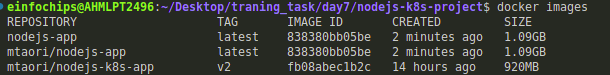 einfochips@AHMLPT2496:~/Desktop/traning_task/day7/nodejs-k8s-project$ docker images
REPOSITORY TAG IMAGE ID CREATED SIZE
nodejs-app latest 838380bb05be 2 minutes ago 1.09GB
mtaori/nodejs-app latest 838380bb05be 2 minutes ago 1.09GB
mtaori/nodejs-k8s-app v2 fb08abec1b2c 14 hours ago 920MB